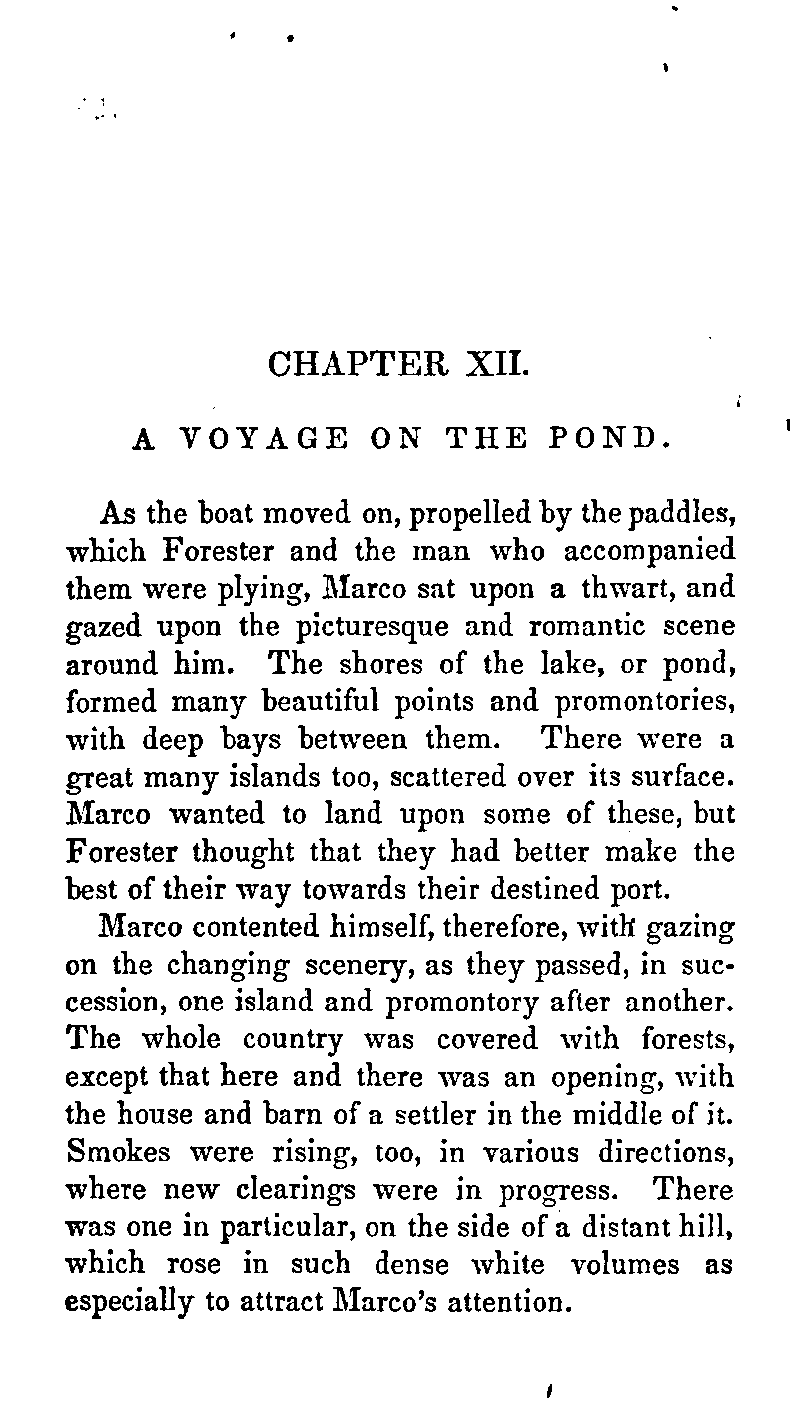 CHAPTER XII.
A VOYAGE ON THE POND.
As the boat moved on, propelled by the paddles,
which Forester and the man who accompanied
them were plying, Marco sat upon a thwart, and
gazed upon the picturesque and romantic scene
around him. The shores of the lake, or pond,
formed many beautiful points and promontories,
with deep bays between them. There were a
great many islands too, scattered over its surface.
Marco wanted to land upon some of these, but
Forester thought that they had better make the
best of their way towards their destined port.
Marco contented himself, therefore, with gazing
on the changing scenery, as they passed, in suc-
cession, one island and promontory after another.
The whole country was covered with forests,
except that here and there was an opening, with
the house and barn of a settler in the middle of it.
Smokes were rising, too, in various directions,
where new clearings were in progress. There
was one in particular, on the side of a distant hill,
which rose in such dense white volumes as
especially to attract Marco's attention.